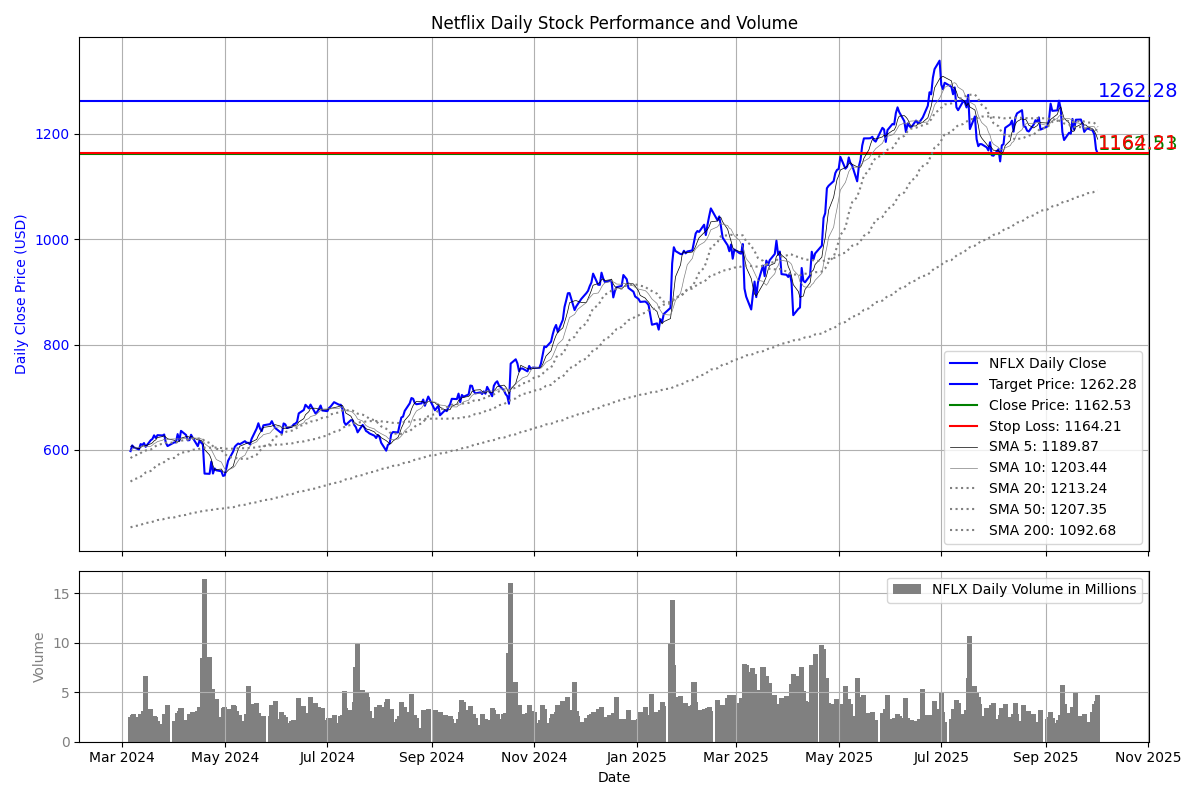 Netflix Daily Stock Performance and Volume
Daily Close Price (USD)
1200
1000
800
600
1262.28
1164.21
NFLX Daily Close
Target Price: 1262.28
Close Price: 1162.53
Stop Loss: 1164.21
SMA 5: 1189.87
SMA 10: 1203.44
SMA 20: 1213.24
SMA 50: 1207.35
SMA 200: 1092.68
Volume
15
10
5
0
NFLX Daily Volume in Millions
Mar 2024 May 2024 Jul 2024 Sep 2024 Nov 2024 Jan 2025 Mar 2025 May 2025 Jul 2025 Sep 2025 Nov 2025
Date